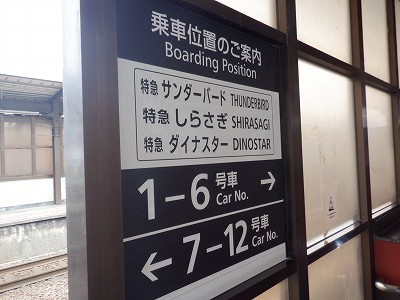 乗車位置のご案内
Boarding Position
特急 サンダーバード THUNDERBIRD
特急 しらさぎ SHIRASAGI
特急 ダイナスター DINOSTAR
1-6 号車 Car No. →
← 7-12 号車 Car No.